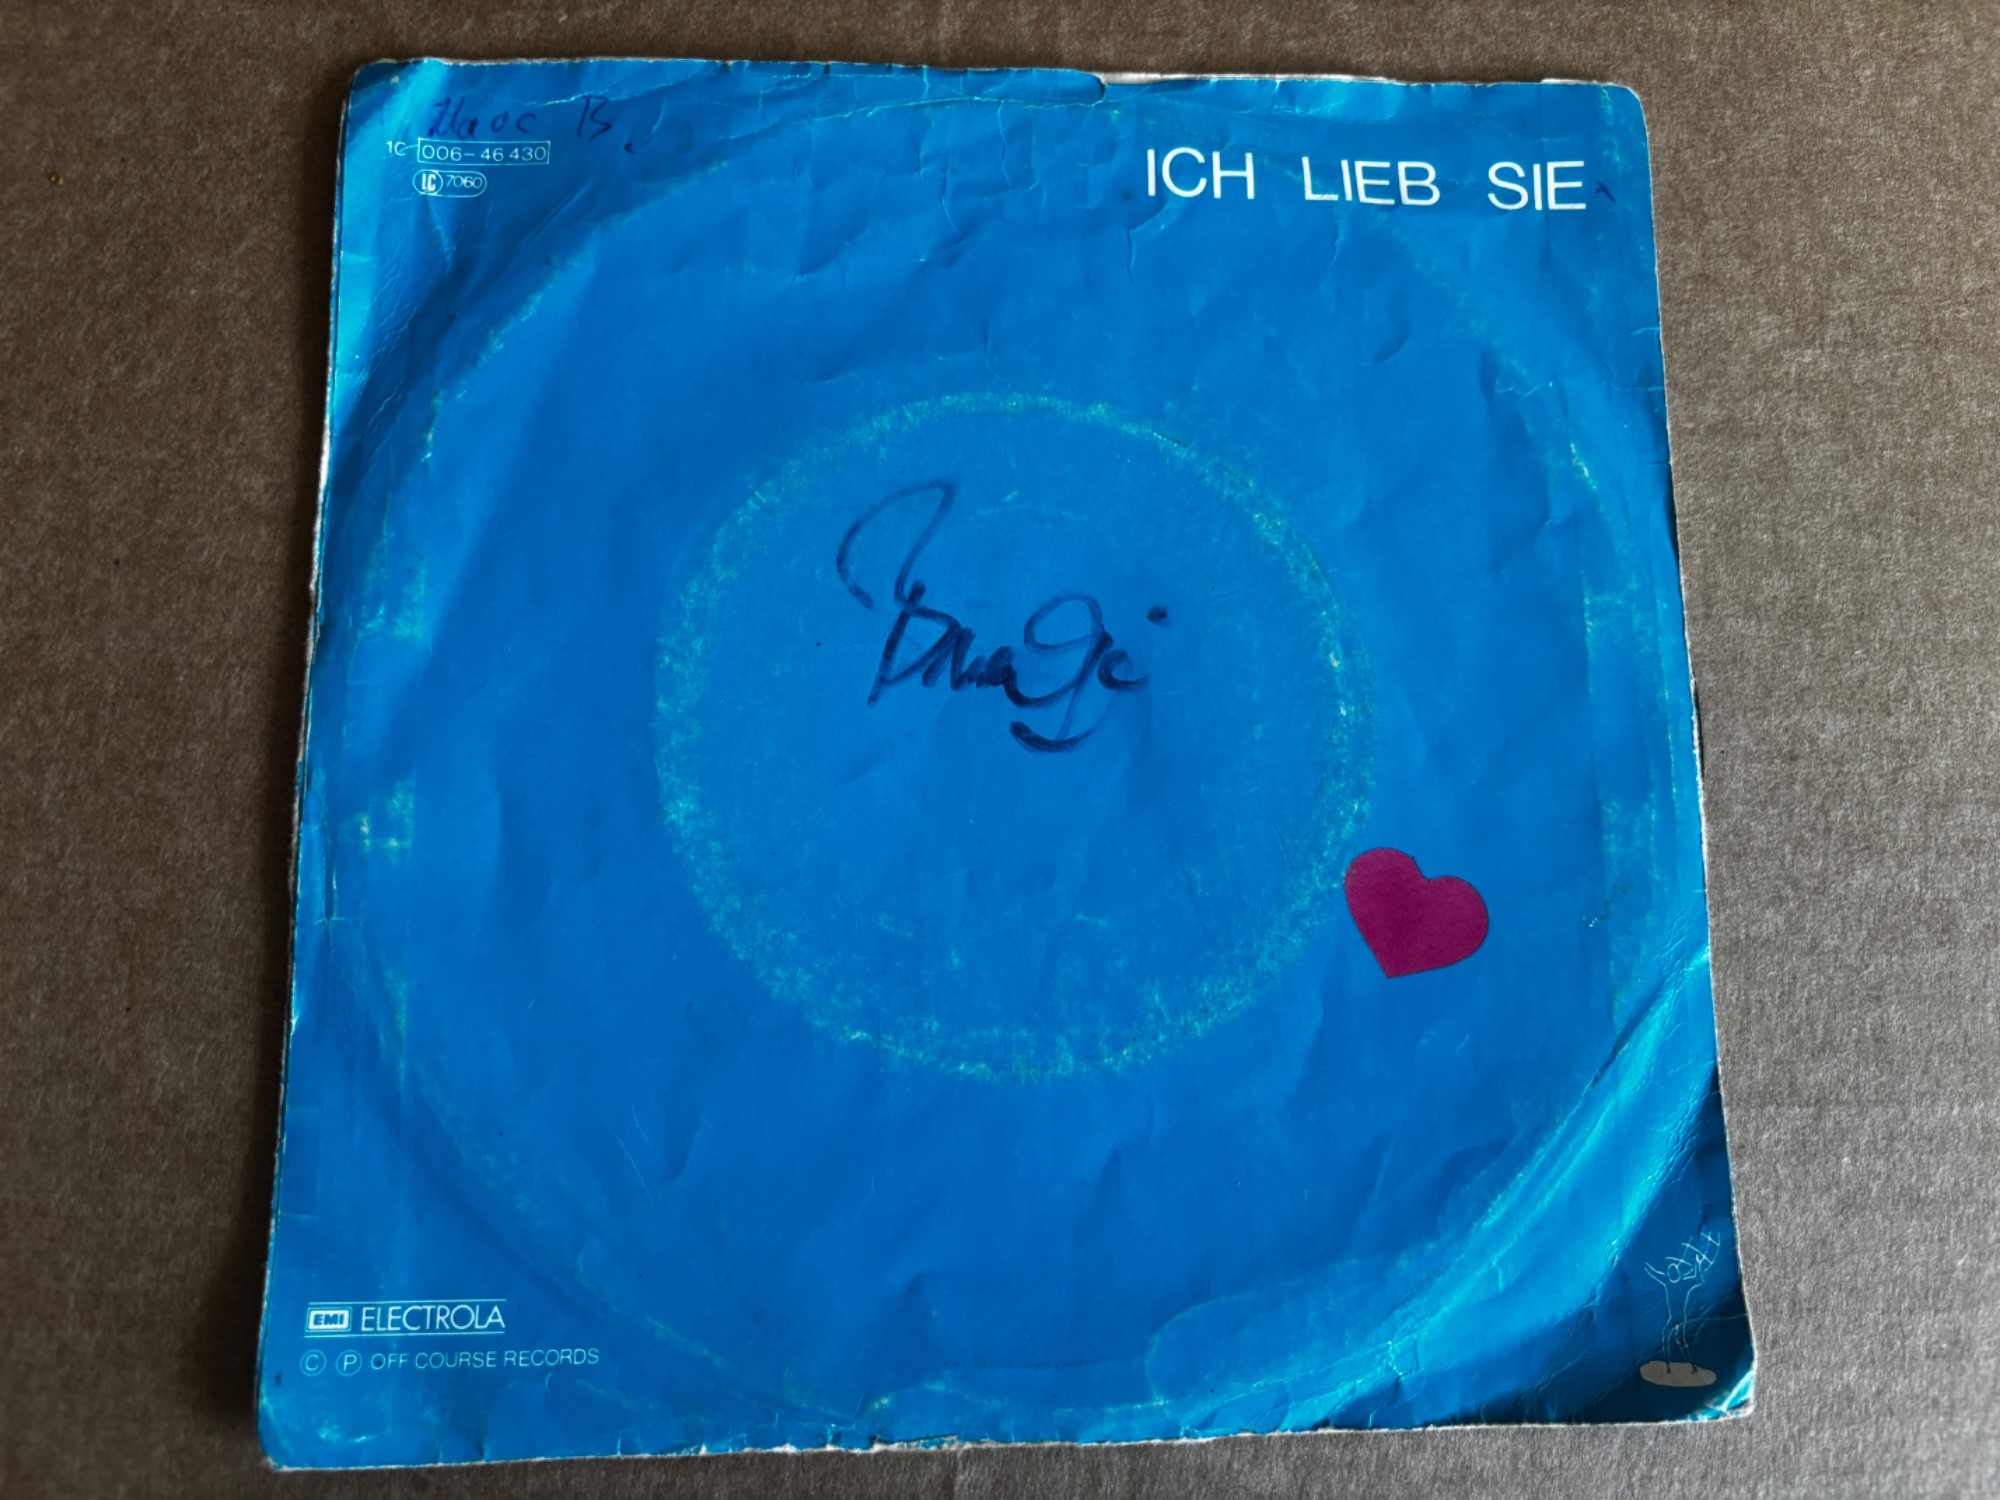 B.
1C 006-46 430
LC 7060
ICH LIEB SIE
EMI ELECTROLA
© Ⓟ OFF COURSE RECORDS